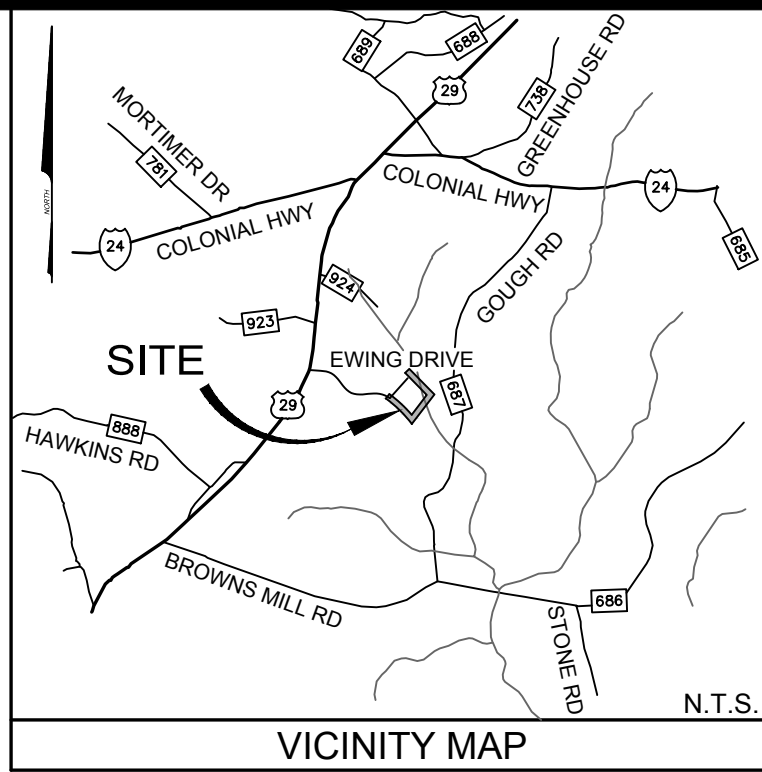 689
688
GREENHOUSE RD
29
738
MORTIMER DR
781
NORTH
COLONIAL HWY
24
685
24
COLONIAL HWY
GOUGH RD
924
923
EWING DRIVE
SITE
687
29
888
HAWKINS RD
BROWNS MILL RD
686
STONE RD
N.T.S.
VICINITY MAP